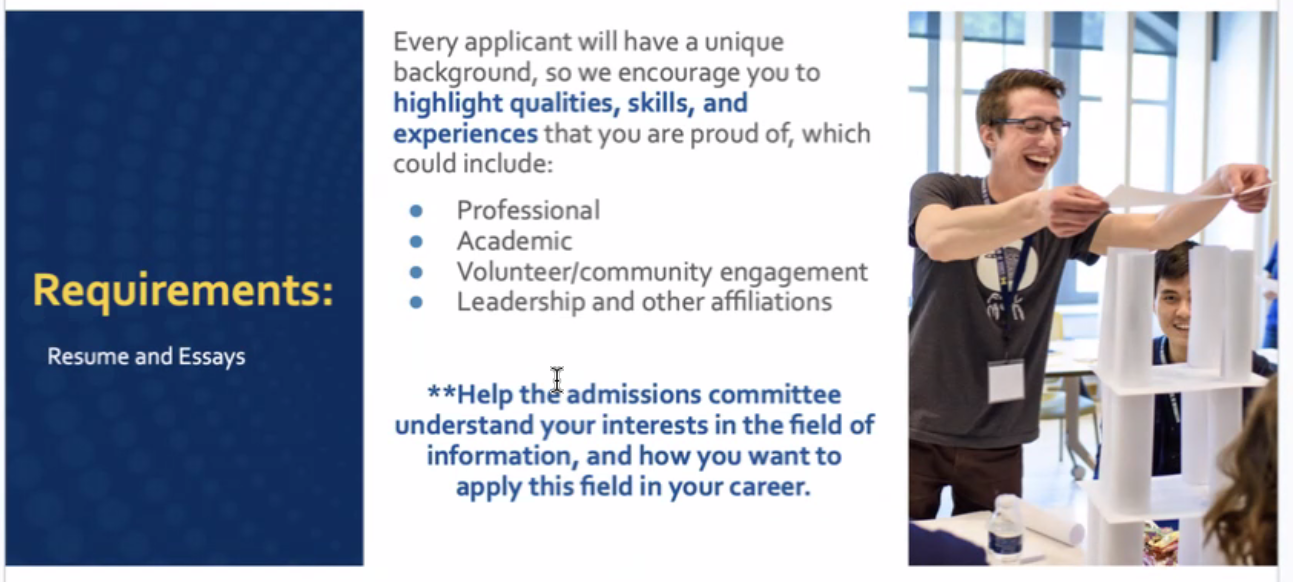 Requirements:
Resume and Essays
Every applicant will have a unique
background, so we encourage you to
highlight qualities, skills, and
experiences that you are proud of, which
could include:
● Professional
● Academic
● Volunteer/community engagement
● Leadership and other affiliations
**Help the admissions committee
understand your interests in the field of
information, and how you want to
apply this field in your career.